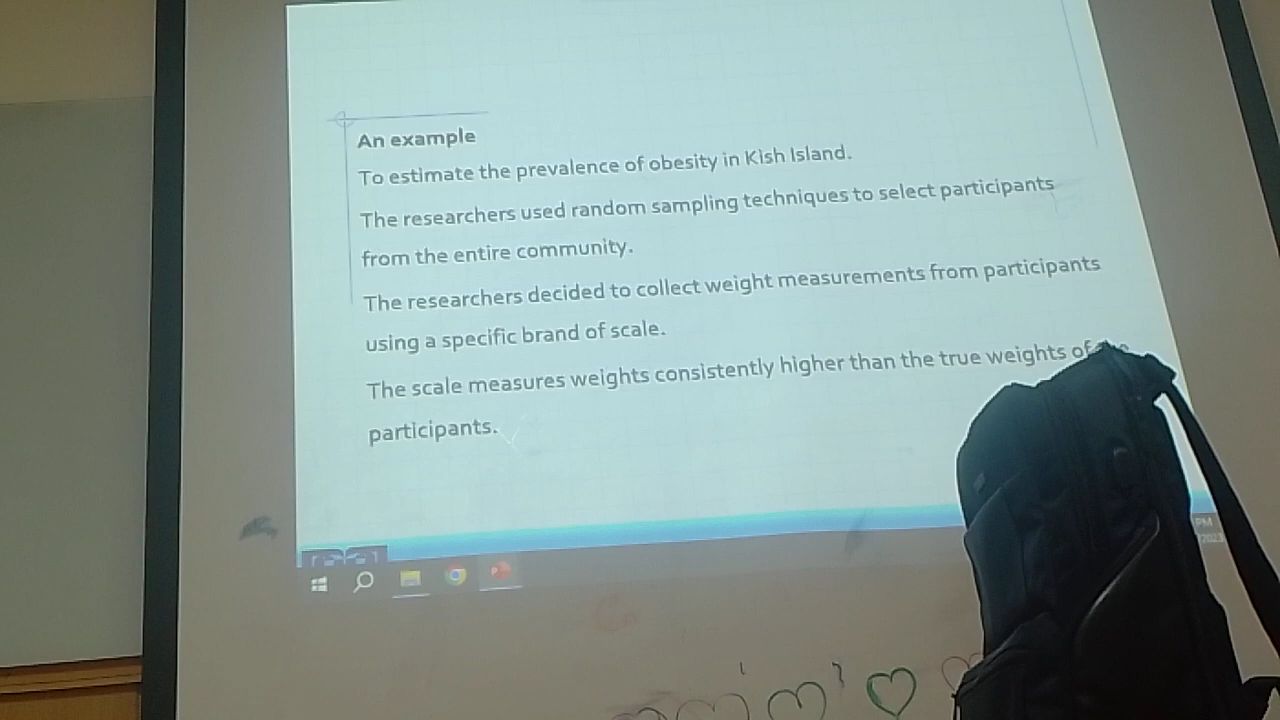 An example
To estimate the prevalence of obesity in Kish Island.
The researchers used random sampling techniques to select participants
from the entire community.
The researchers decided to collect weight measurements from participants
using a specific brand of scale.
The scale measures weights consistently higher than the true weights of
participants.
PM